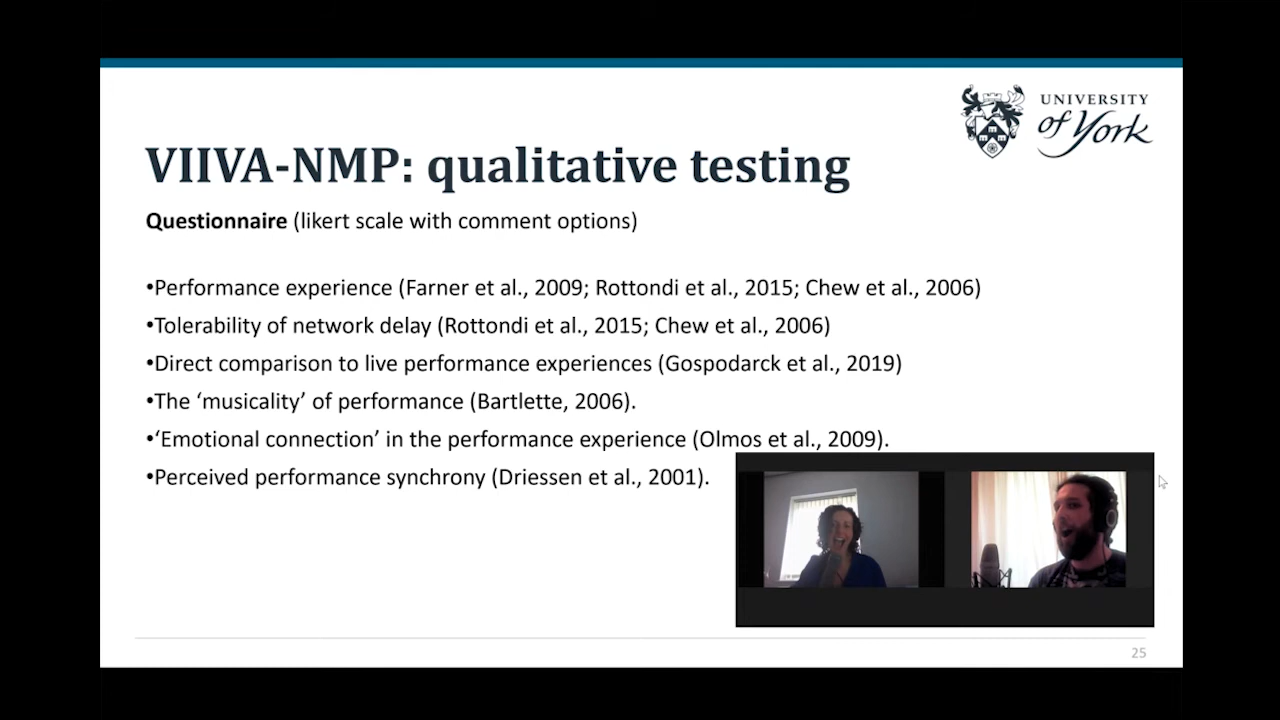 UNIVERSITY
of York
VIIVA-NMP: qualitative testing
Questionnaire (likert scale with comment options)
•Performance experience (Farner et al., 2009; Rottondi et al., 2015; Chew et al., 2006)
•Tolerability of network delay (Rottondi et al., 2015; Chew et al., 2006)
•Direct comparison to live performance experiences (Gospodarck et al., 2019)
•The ‘musicality’ of performance (Bartlette, 2006).
•‘Emotional connection’ in the performance experience (Olmos et al., 2009).
•Perceived performance synchrony (Driessen et al., 2001).
25